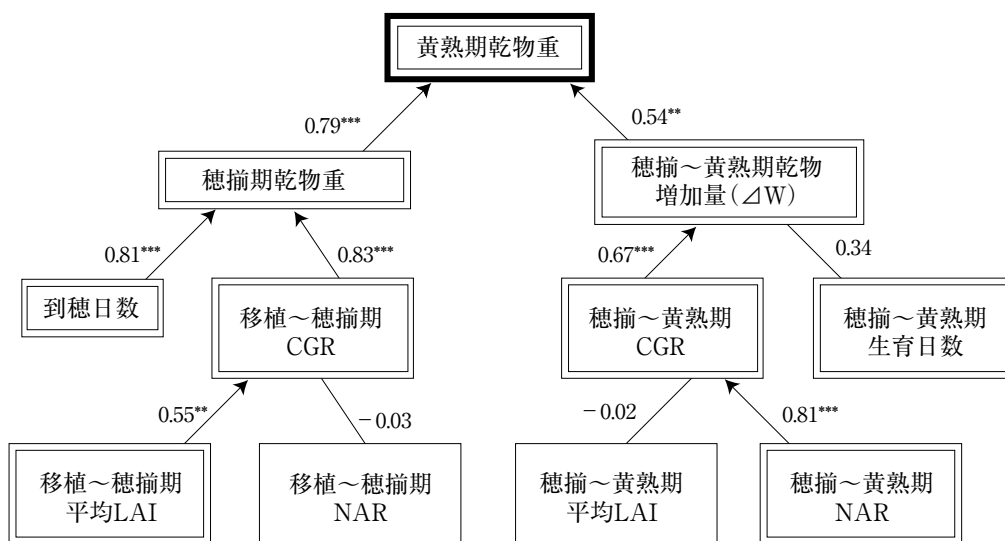 黄熟期乾物重
0.79***
0.54**
穂揃期乾物重
穂揃～黄熟期乾物
増加量(⊿W)
0.81***
0.83***
0.67***
0.34
到穂日数
移植～穂揃期
CGR
穂揃～黄熟期
CGR
穂揃～黄熟期
生育日数
0.55**
－0.03
－0.02
0.81***
移植～穂揃期
平均LAI
移植～穂揃期
NAR
穂揃～黄熟期
平均LAI
穂揃～黄熟期
NAR